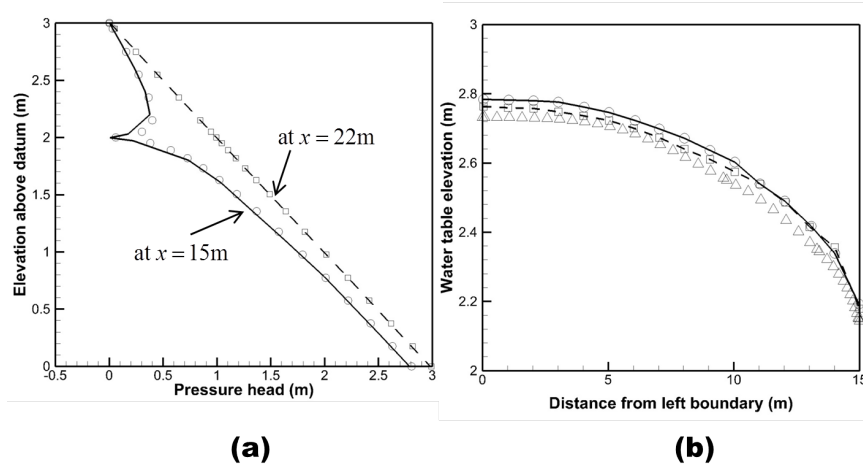 3
2.5
2
1.5
1
0.5
0
-0.5 0 0.5 1 1.5 2 2.5 3
Elevation above datum (m)
Pressure head (m)
at x = 22m
at x = 15m
(a)
3
2.8
2.6
2.4
2.2
2
0 5 10 15
Water table elevation (m)
Distance from left boundary (m)
(b)